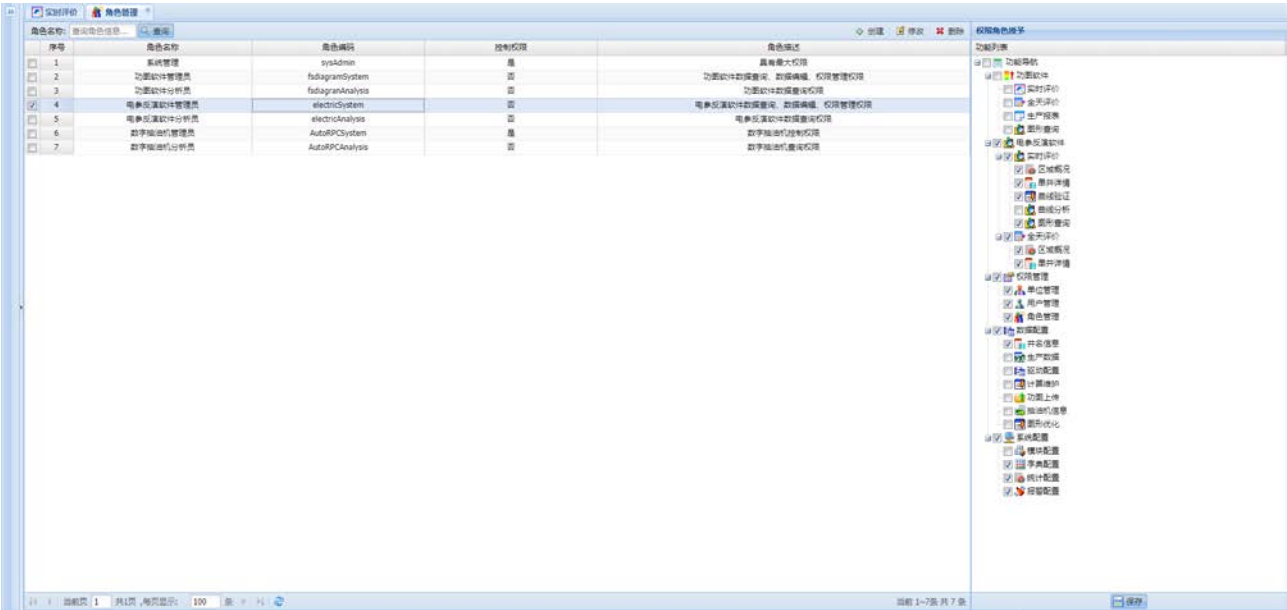 实时评价 角色管理
角色名称: 查询角色信息... 查询 创建 修改 删除
序号 角色名称 角色编码 控制权限 角色描述
1 系统管理 sysAdmin 是 具有最大权限
2 功图软件管理员 fsdiagramSystem 否 功图软件数据查询、数据编辑、权限管理权限
3 功图软件分析员 fsdiagranAnalysis 否 功图软件数据查询权限
4 电参反演软件管理员 electricSystem 否 电参反演软件数据查询、数据编辑、权限管理权限
5 电参反演软件分析员 electricAnalysis 否 电参反演软件数据查询权限
6 数字抽油机管理员 AutoRPCSystem 是 数字抽油机控制权限
7 数字抽油机分析员 AutoRPCAnalysis 否 数字抽油机查询权限
当前页 1 共1页 ,每页显示: 100 条
当前 1~7条 共 7 条
权限角色授予
功能列表
功能导航
功图软件
实时评价
全天评价
生产报表
图形查询
电参反演软件
实时评价
区域概况
单井详情
曲线验证
曲线分析
图形查询
全天评价
区域概况
单井详情
权限管理
单位管理
用户管理
角色管理
数据配置
井名信息
生产数据
驱动配置
计算维护
功图上传
抽油机信息
图形优化
系统配置
模块配置
字典配置
统计配置
报警配置
保存